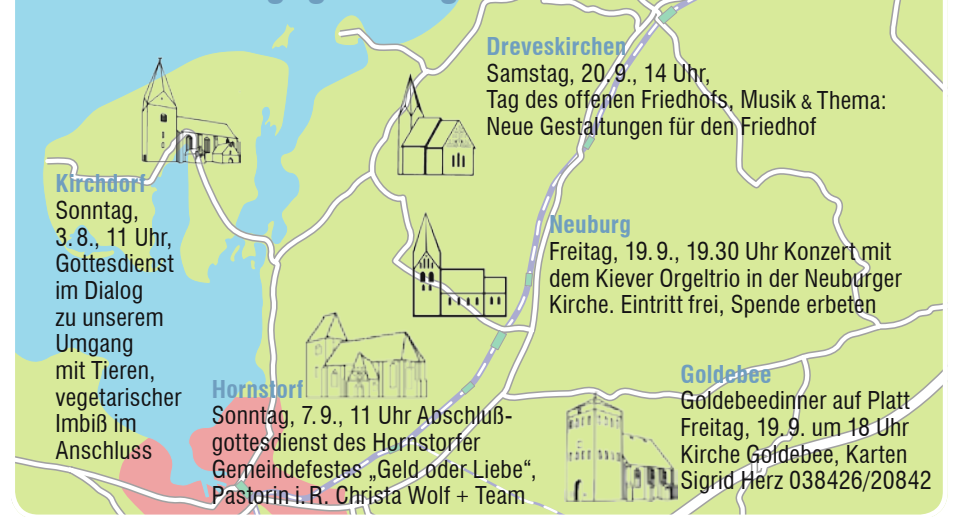 Dreveskirchen
Samstag, 20. 9., 14 Uhr,
Tag des offenen Friedhofs, Musik & Thema:
Neue Gestaltungen für den Friedhof
Kirchdorf
Sonntag,
3. 8., 11 Uhr,
Gottesdienst
im Dialog
zu unserem
Umgang
mit Tieren,
vegetarischer
Imbiß im
Anschluss
Neuburg
Freitag, 19. 9., 19.30 Uhr Konzert mit
dem Kiever Orgeltrio in der Neuburger
Kirche. Eintritt frei, Spende erbeten
Hornstorf
Sonntag, 7. 9., 11 Uhr Abschluß-
gottesdienst des Hornstorfer
Gemeindefestes „Geld oder Liebe“,
Pastorin i. R. Christa Wolf + Team
Goldebee
Goldebeedinner auf Platt
Freitag, 19. 9. um 18 Uhr
Kirche Goldebee, Karten
Sigrid Herz 038426/20842